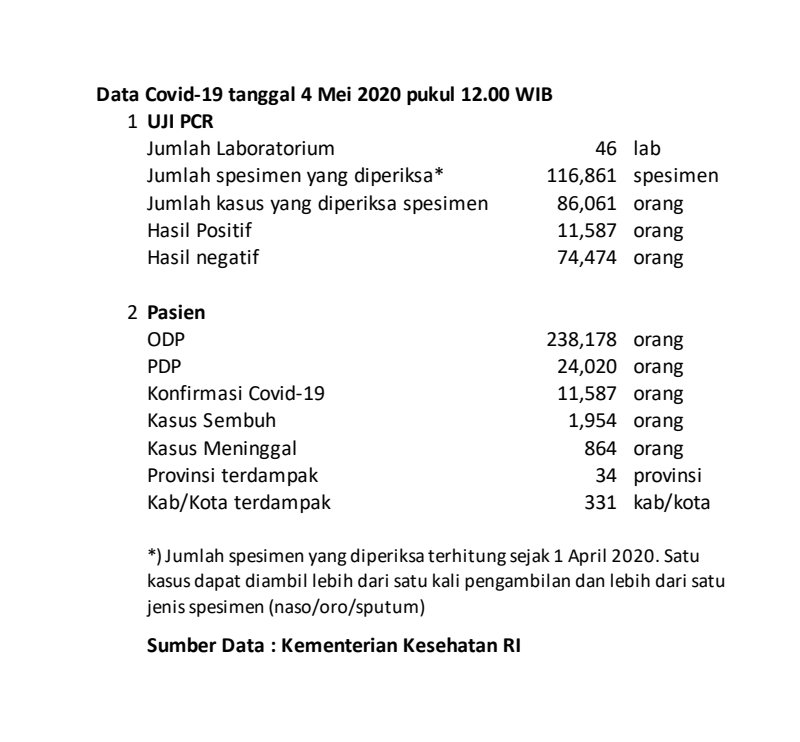 Data Covid-19 tanggal 4 Mei 2020 pukul 12.00 WIB
1 UJI PCR
Jumlah Laboratorium 46 lab
Jumlah spesimen yang diperiksa* 116,861 spesimen
Jumlah kasus yang diperiksa spesimen 86,061 orang
Hasil Positif 11,587 orang
Hasil negatif 74,474 orang
2 Pasien
ODP 238,178 orang
PDP 24,020 orang
Konfirmasi Covid-19 11,587 orang
Kasus Sembuh 1,954 orang
Kasus Meninggal 864 orang
Provinsi terdampak 34 provinsi
Kab/Kota terdampak 331 kab/kota
*) Jumlah spesimen yang diperiksa terhitung sejak 1 April 2020. Satu
kasus dapat diambil lebih dari satu kali pengambilan dan lebih dari satu
jenis spesimen (naso/oro/sputum)
Sumber Data : Kementerian Kesehatan RI